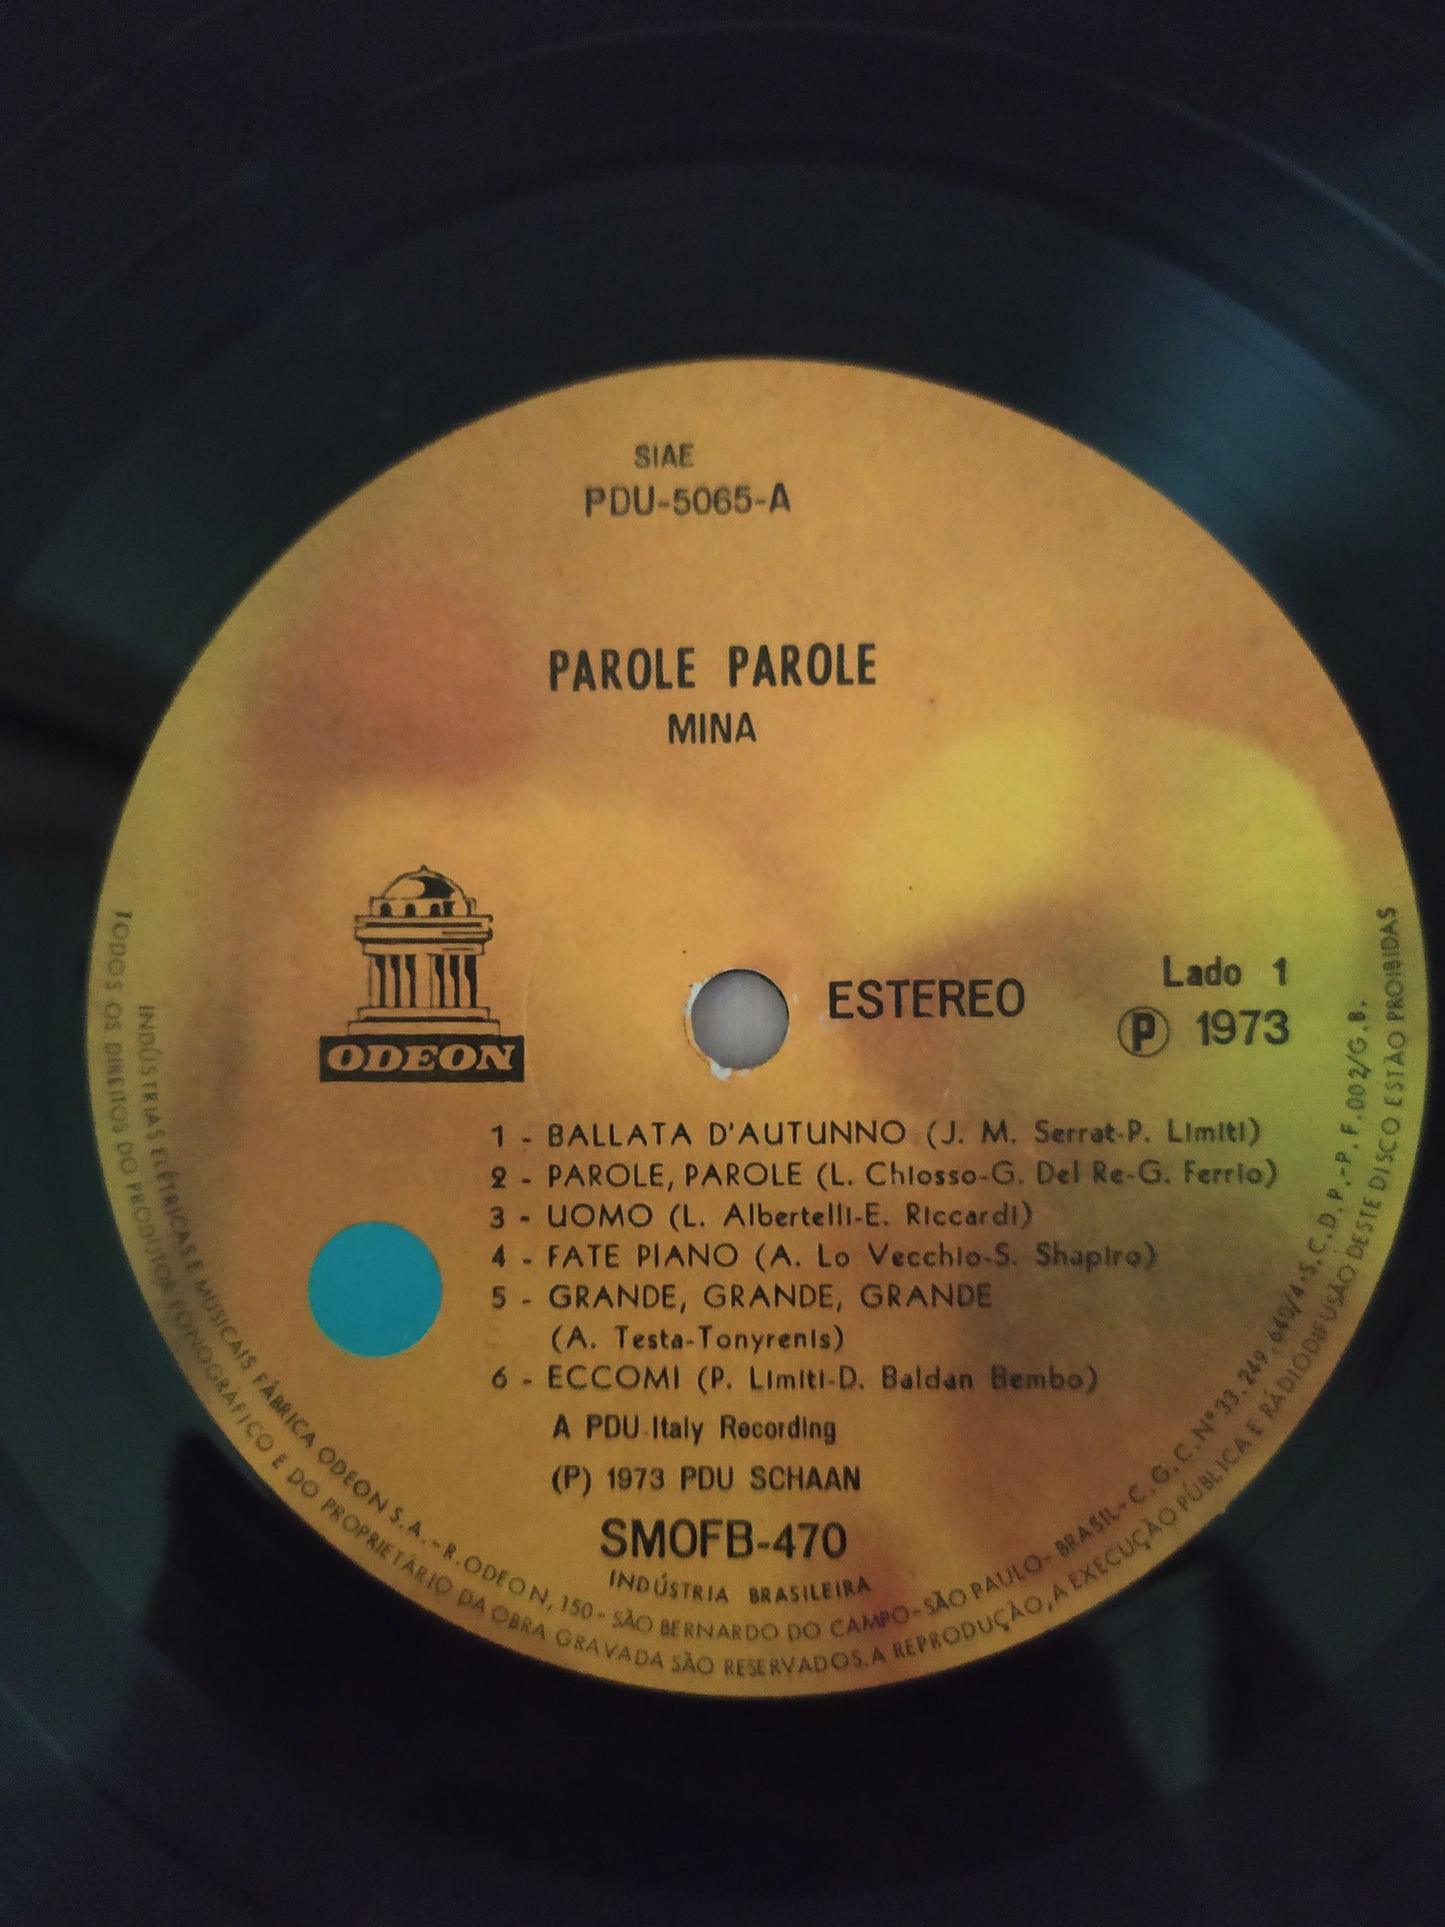 SIAE
PDU-5065-A
PAROLE PAROLE
MINA
ODEON
ESTEREO
Lado 1
Ⓟ 1973
1 - BALLATA D'AUTUNNO (J. M. Serrat-P. Limiti)
2 - PAROLE, PAROLE (L. Chiosso-G. Del Re-G. Ferrio)
3 - UOMO (L. Albertelli-E. Riccardi)
4 - FATE PIANO (A. Lo Vecchio-S. Shapiro)
5 - GRANDE, GRANDE, GRANDE
(A. Testa-Tonyrenis)
6 - ECCOMI (P. Limiti-D. Baldan Bembo)
A PDU-Italy Recording
(P) 1973 PDU SCHAAN
SMOFB-470
INDÚSTRIA BRASILEIRA
INDÚSTRIAS ELÉTRICAS E MUSICAIS FÁBRICA ODEON S.A.-R. ODEON, 150 - SÃO BERNARDO DO CAMPO-SÃO PAULO-BRASIL-C.G.C. Nº 33.249.640/4-S.C.D.P.-P.F.002/G.B.
TODOS OS DIREITOS DO PRODUTOR FONOGRÁFICO E DO PROPRIETÁRIO DA OBRA GRAVADA SÃO RESERVADOS. A REPRODUÇÃO, A EXECUÇÃO PÚBLICA E RÁDIODIFUSÃO DESTE DISCO ESTÃO PROIBIDAS